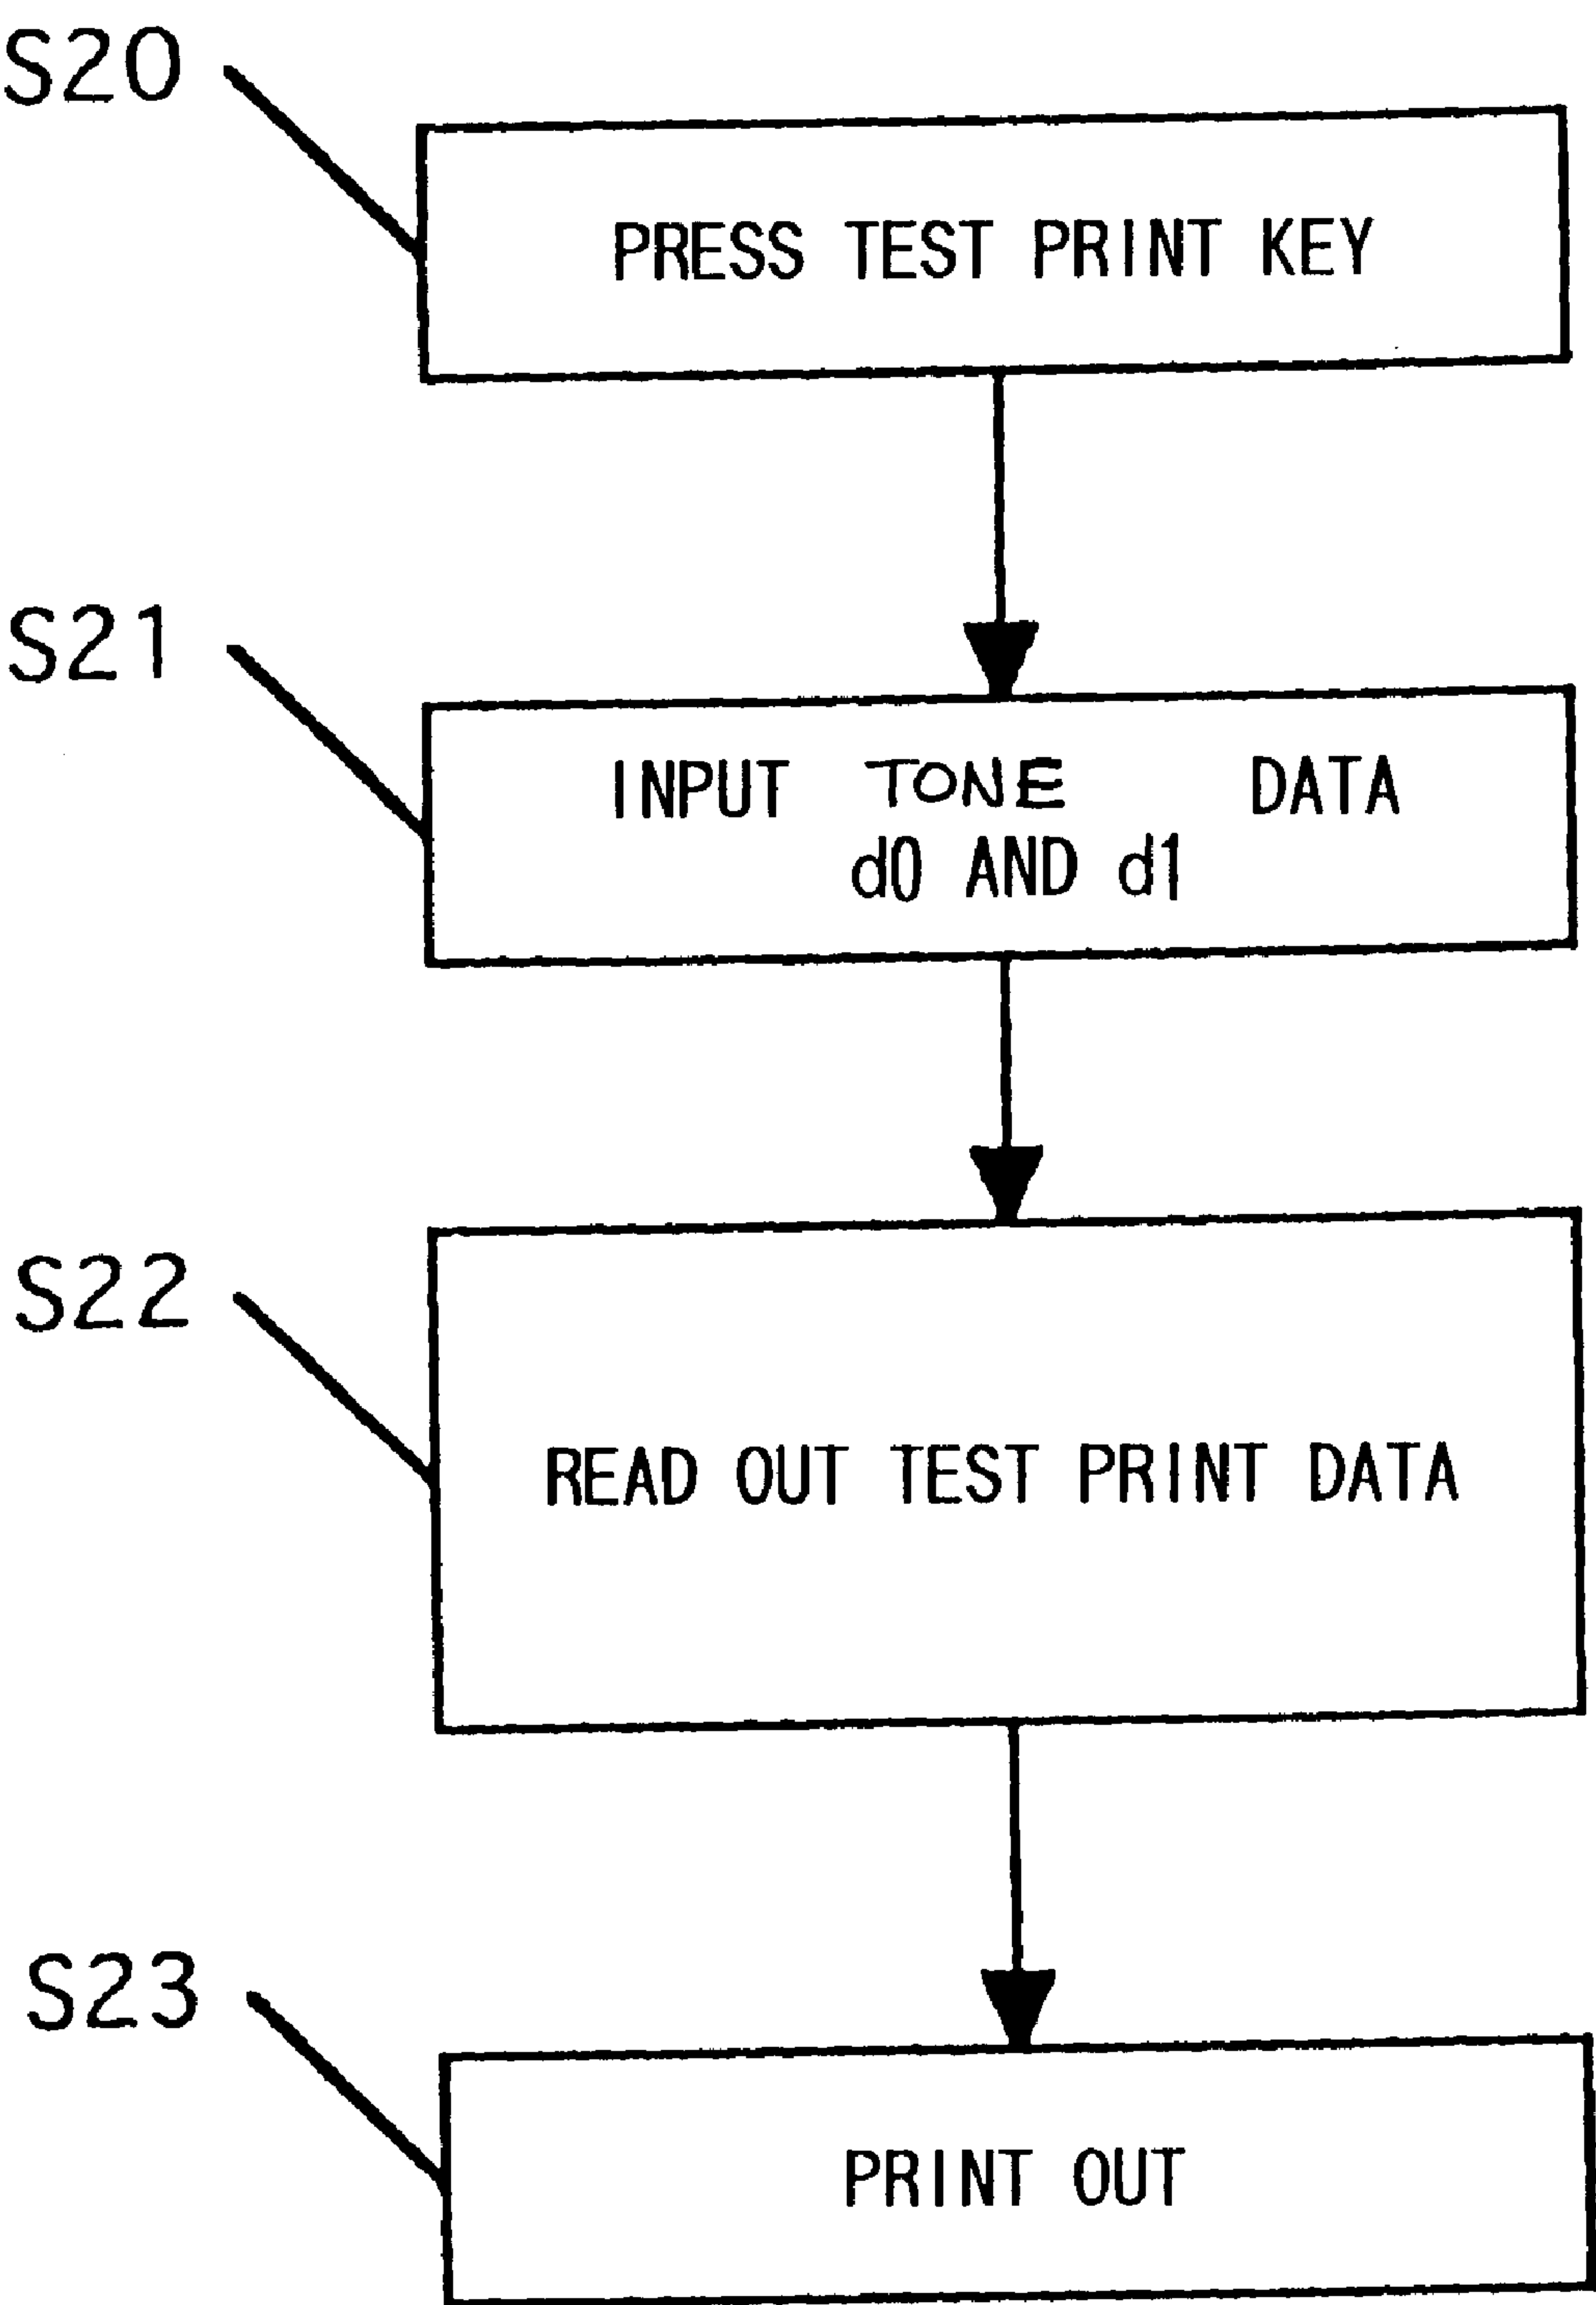 S20
PRESS TEST PRINT KEY
S21
INPUT TONE DATA
d0 AND d1
S22
READ OUT TEST PRINT DATA
S23
PRINT OUT